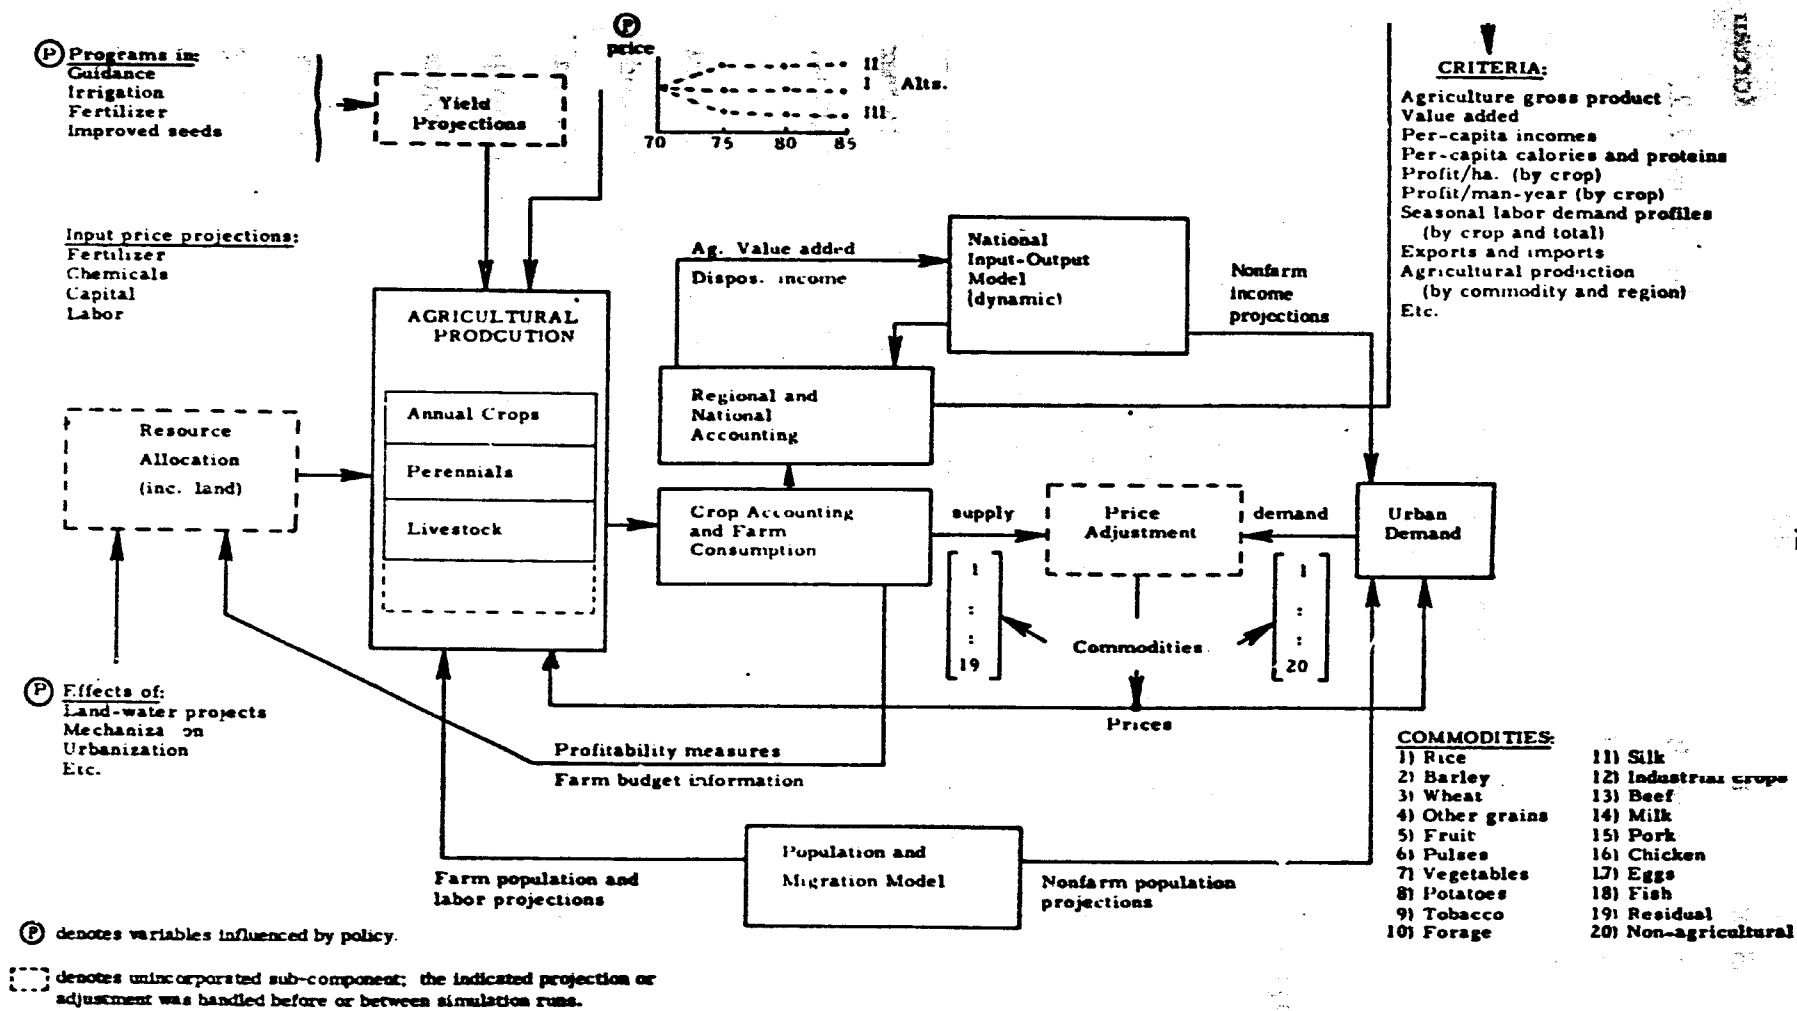 P Programs in:
Guidance
Irrigation
Fertilizer
Improved seeds
Yield
Projections
P
price
II
I Alts.
III
70 75 80 85
CRITERIA:
Agriculture gross product
Value added
Per-capita incomes
Per-capita calories and proteins
Profit/ha. (by crop)
Profit/man-year (by crop)
Seasonal labor demand profiles
(by crop and total)
Exports and imports
Agricultural production
(by commodity and region)
Etc.
Input price projections:
Fertilizer
Chemicals
Capital
Labor
AGRICULTURAL
PRODCUTION
Annual Crops
Perennials
Livestock
Resource
Allocation
(inc. land)
Ag. Value added
Dispos. income
National
Input-Output
Model
(dynamic)
Nonfarm
income
projections
Regional and
National
Accounting
Crop Accounting
and Farm
Consumption
supply
Price
Adjustment
demand
Urban
Demand
1
:
:
19
Commodities
1
:
:
20
Prices
P Effects of:
Land-water projects
Mechaniza on
Urbanization
Etc.
Profitability measures
Farm budget information
Population and
Migration Model
Farm population and
labor projections
Nonfarm population
projections
COMMODITIES:
1) Rice
2) Barley
3) Wheat
4) Other grains
5) Fruit
6) Pulses
7) Vegetables
8) Potatoes
9) Tobacco
10) Forage
11) Silk
12) Industrial crops
13) Beef
14) Milk
15) Pork
16) Chicken
17) Eggs
18) Fish
19) Residual
20) Non-agricultural
P denotes variables influenced by policy.
denotes unincorporated sub-component; the indicated projection or
adjustment was handled before or between simulation runs.